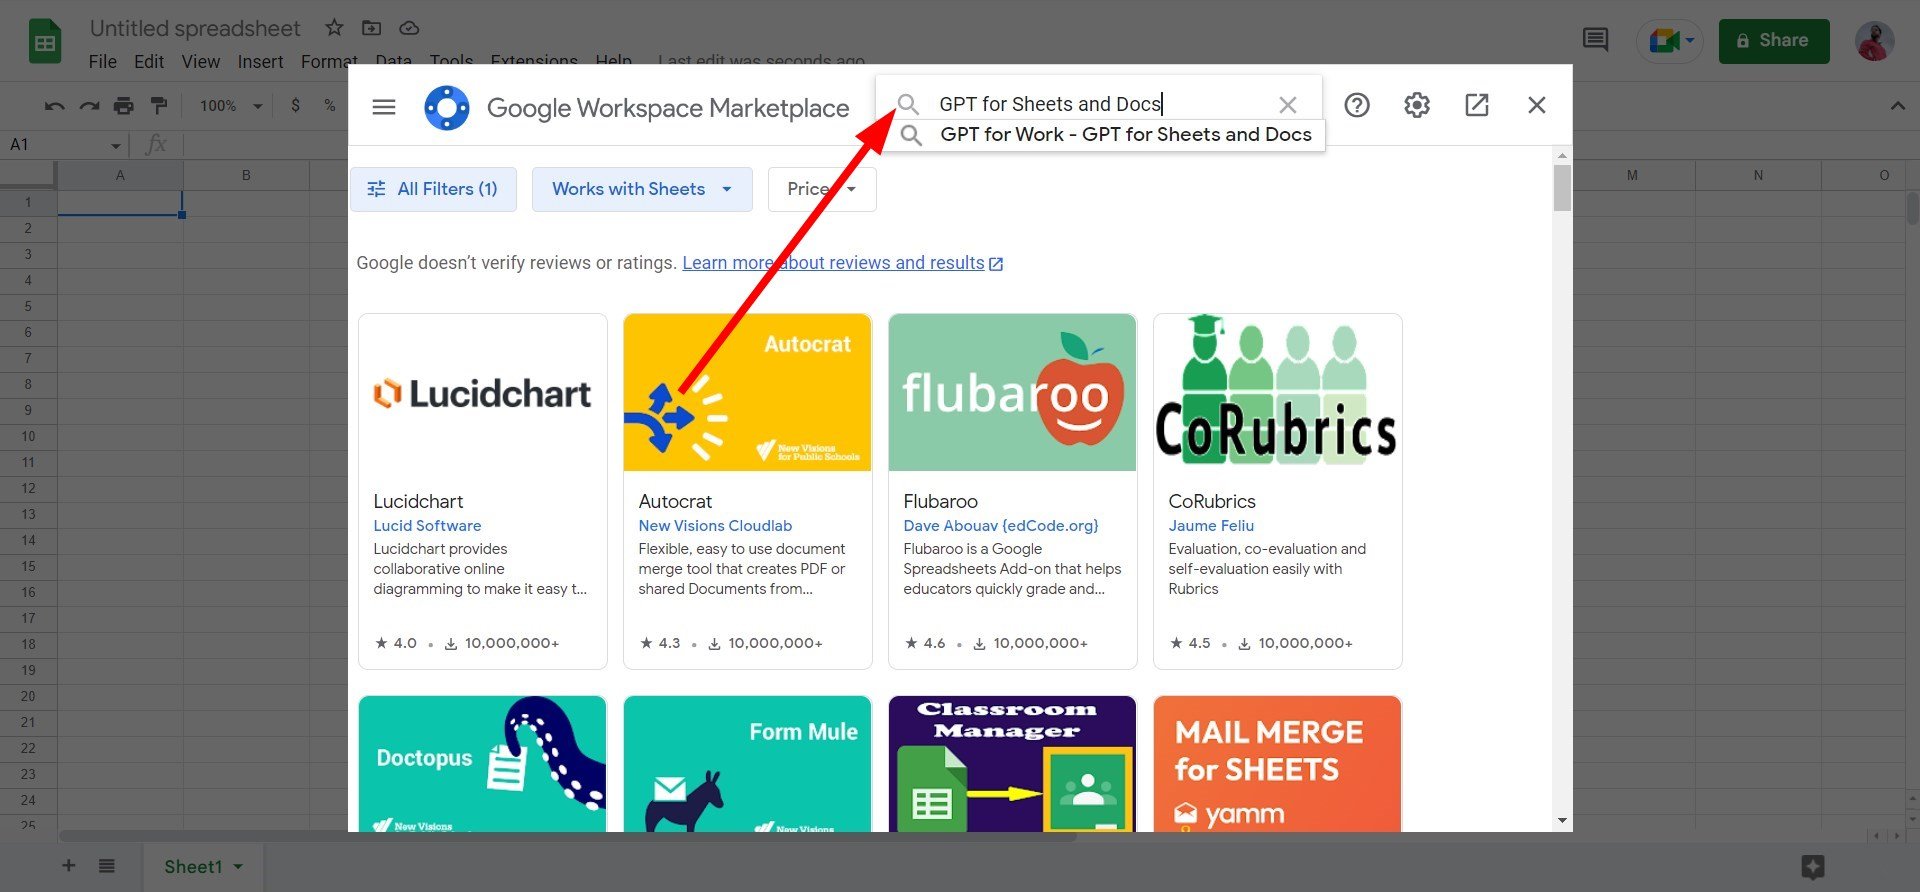 Untitled spreadsheet
File Edit View Insert Format Data Tools Extensions Help Last edit was seconds ago
Share
100% $ %
Google Workspace Marketplace
GPT for Sheets and Docs
GPT for Work - GPT for Sheets and Docs
A1 fx
All Filters (1) Works with Sheets Price
A B M N O
Google doesn't verify reviews or ratings. Learn more about reviews and results
Lucidchart
Autocrat
New Visions
for Public Schools
flubaroo
CoRubrics
Lucidchart
Lucid Software
Lucidchart provides
collaborative online
diagramming to make it easy t...
4.0 • 10,000,000+
Autocrat
New Visions Cloudlab
Flexible, easy to use document
merge tool that creates PDF or
shared Documents from...
4.3 • 10,000,000+
Flubaroo
Dave Abouav {edCode.org}
Flubaroo is a Google
Spreadsheets Add-on that helps
educators quickly grade and...
4.6 • 10,000,000+
CoRubrics
Jaume Feliu
Evaluation, co-evaluation and
self-evaluation easily with
Rubrics
4.5 • 10,000,000+
Doctopus
New Visions
Form Mule
New Visions
Classroom
Manager
MAIL MERGE
for SHEETS
yamm
1
2
3
4
5
6
7
8
9
10
11
12
13
14
15
16
17
18
19
20
21
22
23
24
25
Sheet1